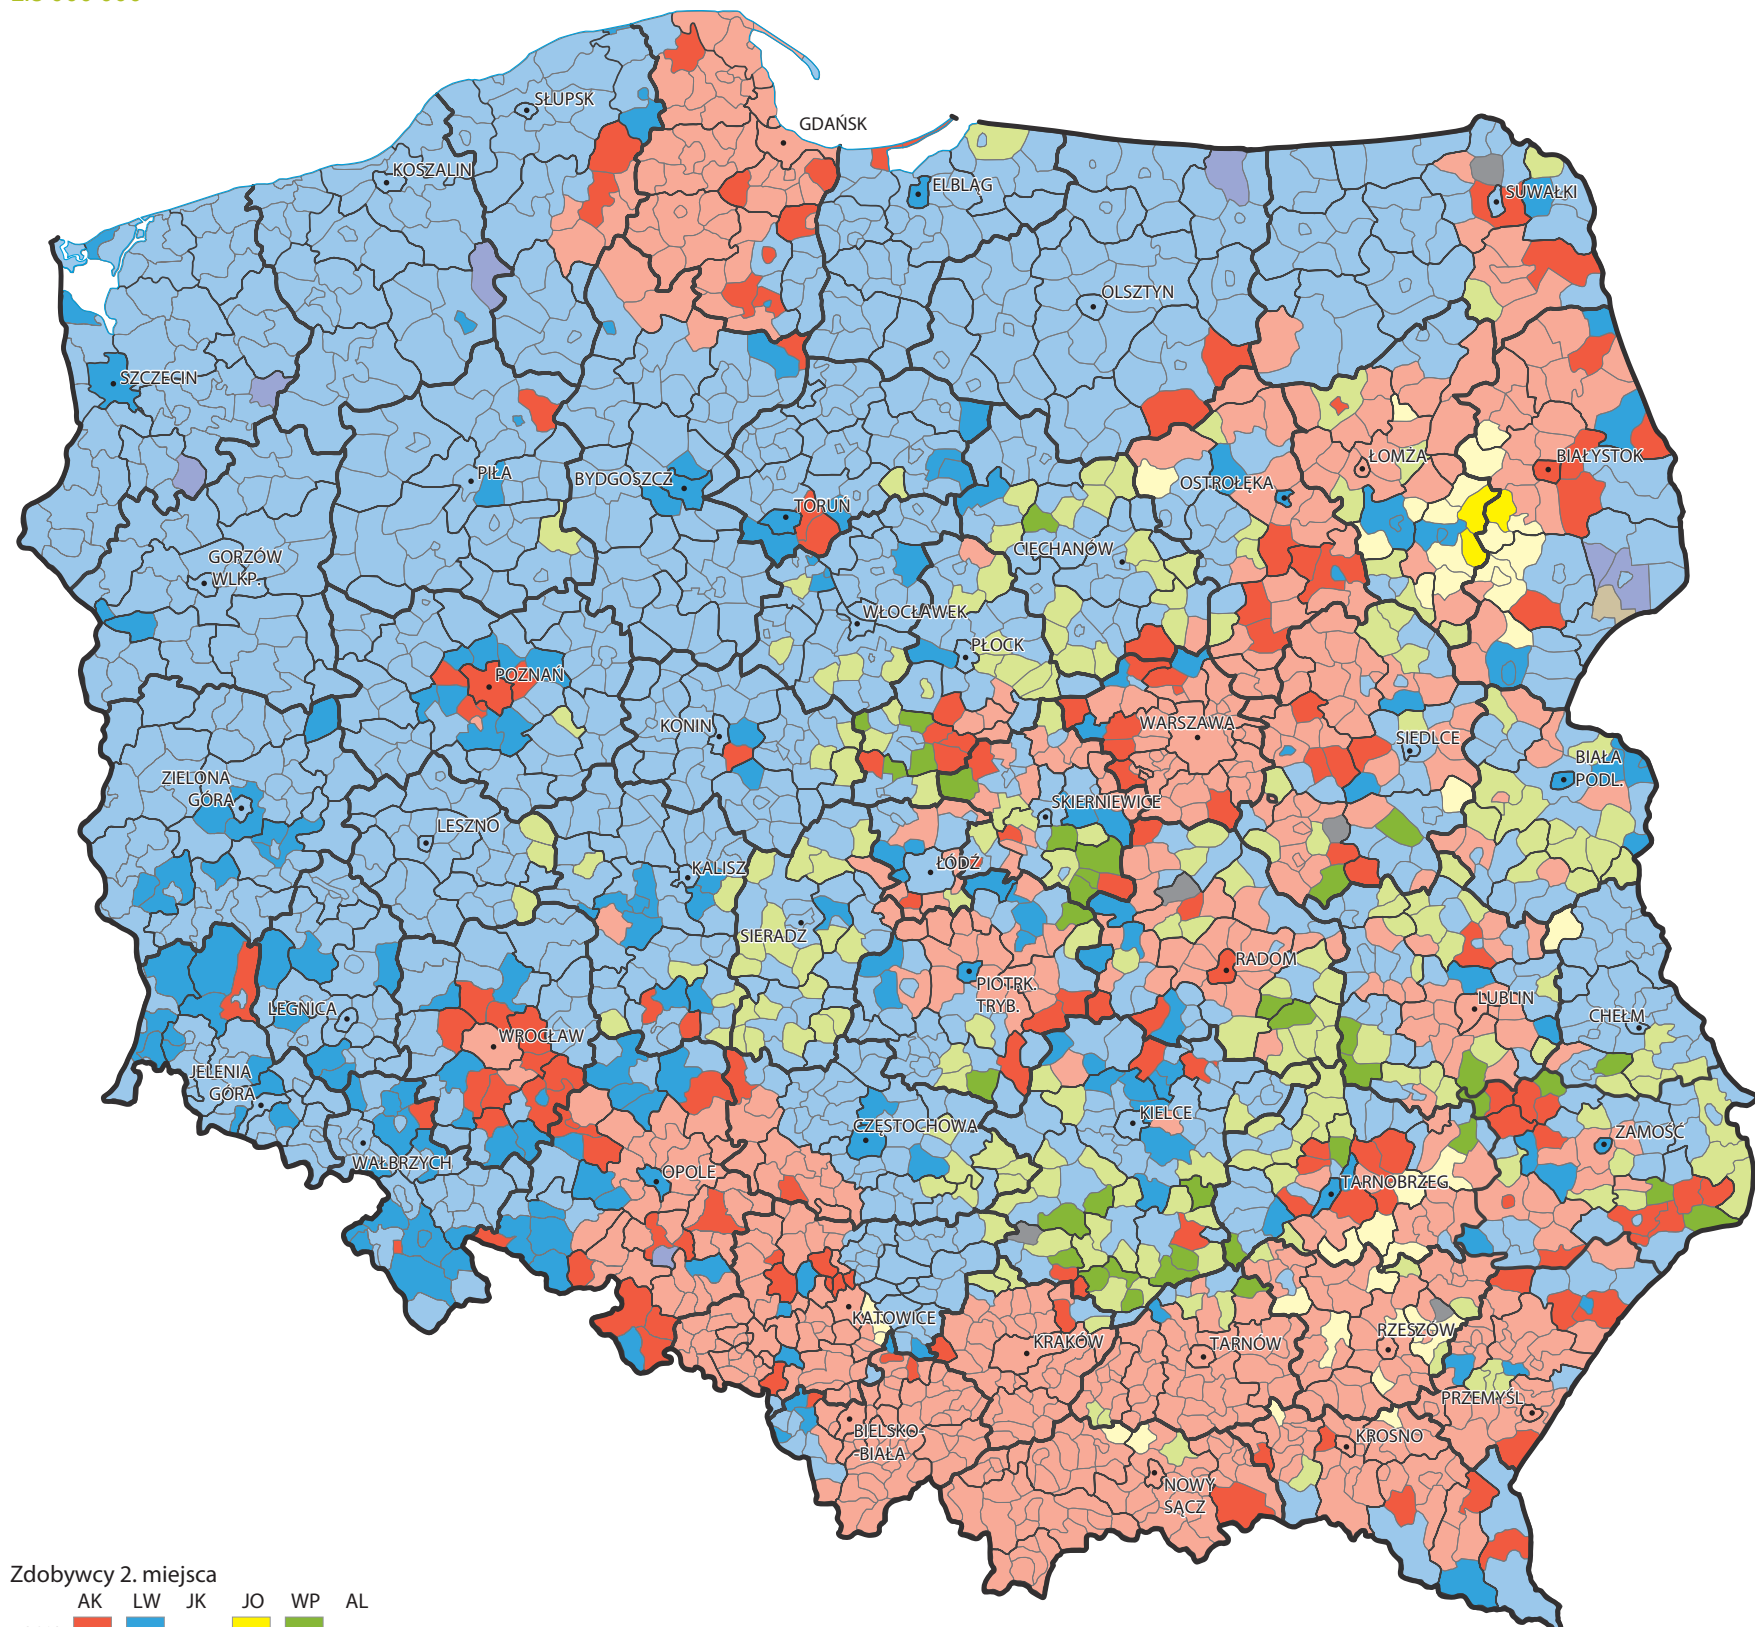 SŁUPSK
GDAŃSK
KOSZALIN
ELBLĄG
SUWAŁKI
OLSZTYN
SZCZECIN
PIŁA
BYDGOSZCZ
TORUŃ
OSTROŁĘKA
ŁOMŻA
BIAŁYSTOK
GORZÓW
WLKP.
CIECHANÓW
WŁOCŁAWEK
PŁOCK
POZNAŃ
KONIN
WARSZAWA
SIEDLCE
BIAŁA
PODL.
ZIELONA
GÓRA
LESZNO
KALISZ
SKIERNIEWICE
ŁÓDŹ
SIERADZ
PIOTRK.
TRYB.
RADOM
LUBLIN
CHEŁM
LEGNICA
WROCŁAW
JELENIA
GÓRA
WAŁBRZYCH
OPOLE
CZĘSTOCHOWA
KIELCE
TARNOBRZEG
ZAMOŚĆ
KATOWICE
KRAKÓW
TARNÓW
RZESZÓW
PRZEMYŚL
BIELSKO-
-BIAŁA
NOWY
SĄCZ
KROSNO
Zdobywcy 2. miejsca
AK LW JK JO WP AL